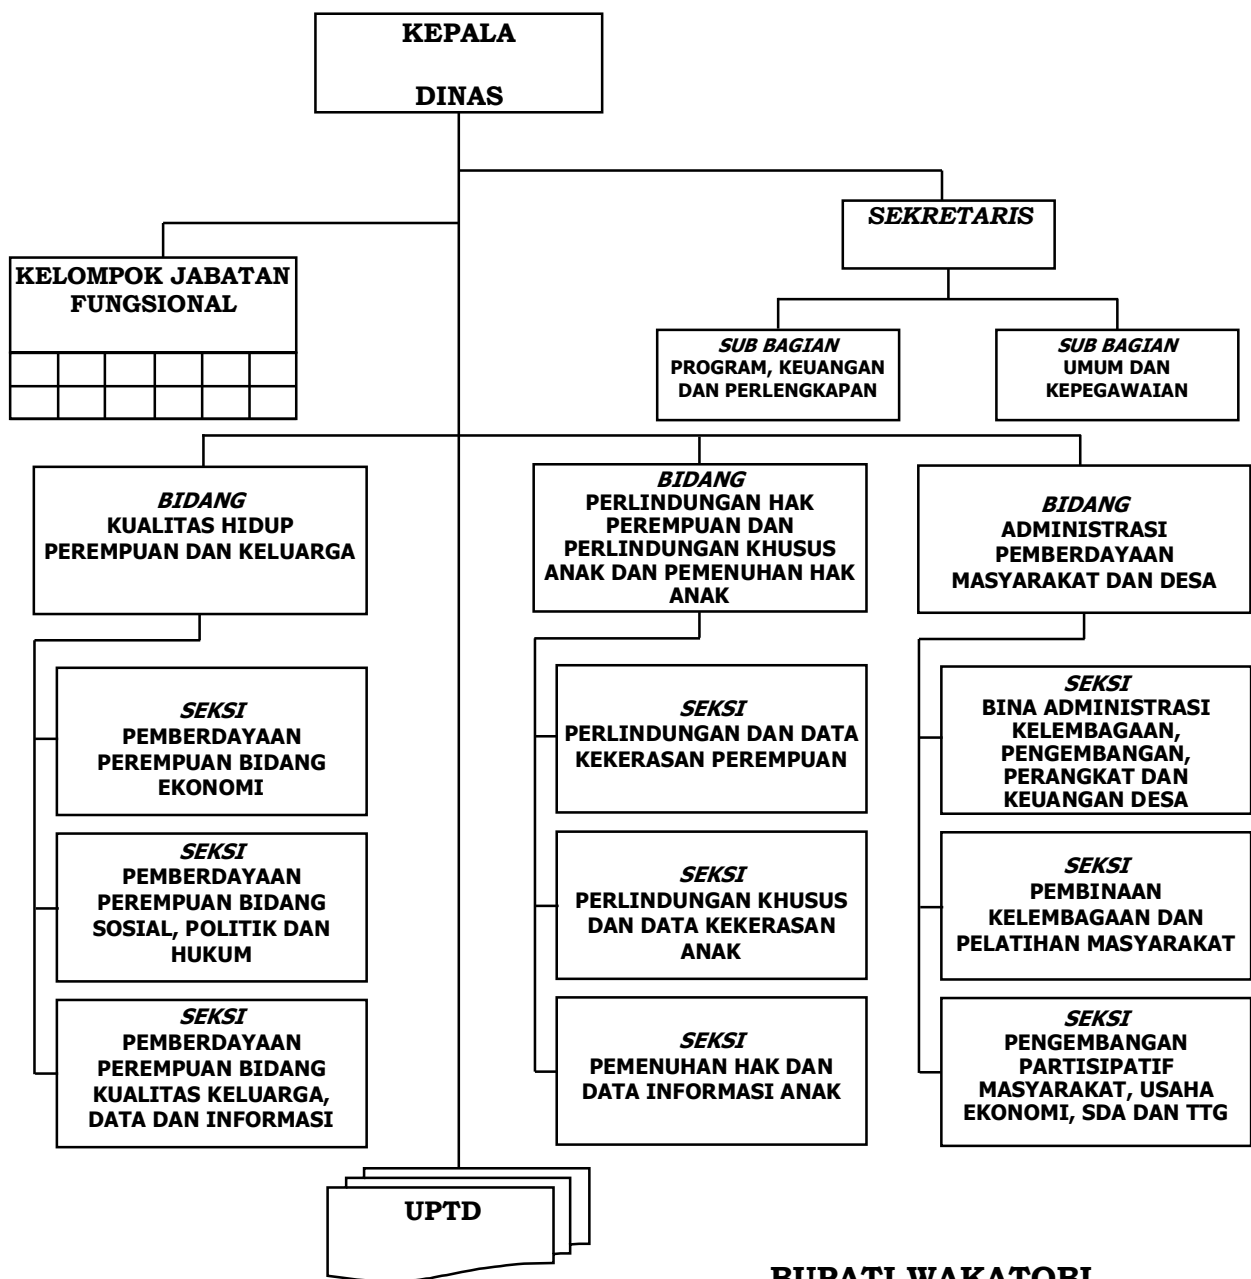 KEPALA
DINAS
SEKRETARIS
KELOMPOK JABATAN
FUNGSIONAL
SUB BAGIAN
PROGRAM, KEUANGAN
DAN PERLENGKAPAN
SUB BAGIAN
UMUM DAN
KEPEGAWAIAN
BIDANG
KUALITAS HIDUP
PEREMPUAN DAN KELUARGA
BIDANG
PERLINDUNGAN HAK
PEREMPUAN DAN
PERLINDUNGAN KHUSUS
ANAK DAN PEMENUHAN HAK
ANAK
BIDANG
ADMINISTRASI
PEMBERDAYAAN
MASYARAKAT DAN DESA
SEKSI
PEMBERDAYAAN
PEREMPUAN BIDANG
EKONOMI
SEKSI
PERLINDUNGAN DAN DATA
KEKERASAN PEREMPUAN
SEKSI
BINA ADMINISTRASI
KELEMBAGAAN,
PENGEMBANGAN,
PERANGKAT DAN
KEUANGAN DESA
SEKSI
PEMBERDAYAAN
PEREMPUAN BIDANG
SOSIAL, POLITIK DAN
HUKUM
SEKSI
PERLINDUNGAN KHUSUS
DAN DATA KEKERASAN
ANAK
SEKSI
PEMBINAAN
KELEMBAGAAN DAN
PELATIHAN MASYARAKAT
SEKSI
PEMBERDAYAAN
PEREMPUAN BIDANG
KUALITAS KELUARGA,
DATA DAN INFORMASI
SEKSI
PEMENUHAN HAK DAN
DATA INFORMASI ANAK
SEKSI
PENGEMBANGAN
PARTISIPATIF
MASYARAKAT, USAHA
EKONOMI, SDA DAN TTG
UPTD
BUPATI WAKATOBI